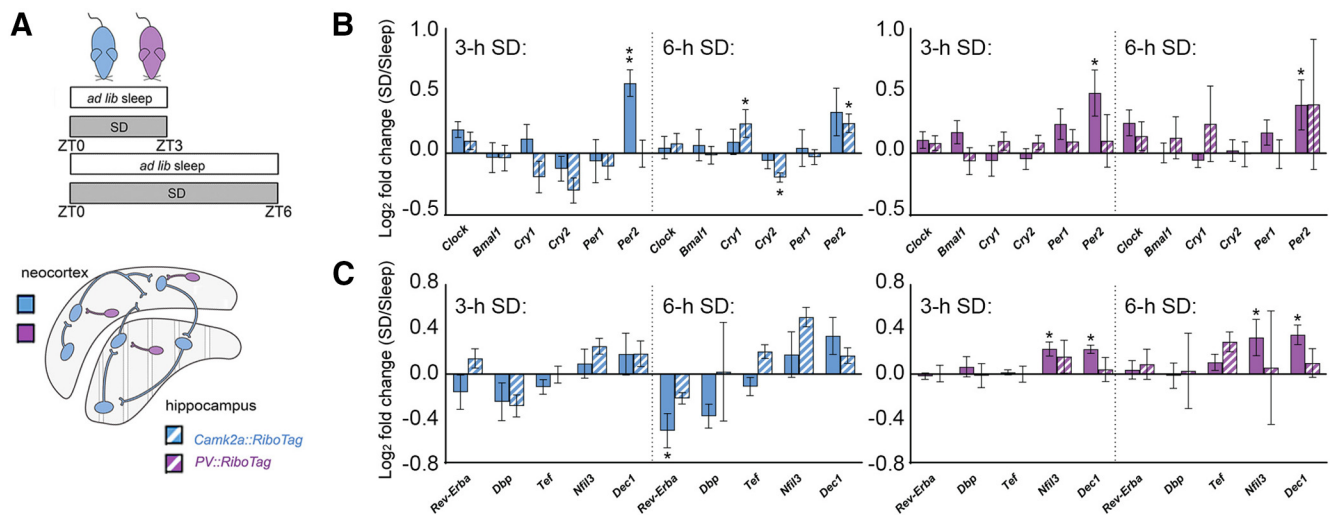 A
ad lib sleep
SD
ZT0 ZT3
ad lib sleep
SD
ZT0 ZT6
neocortex
hippocampus
Camk2a::RiboTag
PV::RiboTag
B
Log2 fold change (SD/Sleep)
1.0
0.5
0.0
-0.5
3-h SD: 6-h SD:
** * * *
Clock Bmal1 Cry1 Cry2 Per1 Per2 Clock Bmal1 Cry1 Cry2 Per1 Per2
1.0
0.5
0.0
-0.5
3-h SD: 6-h SD:
* *
Clock Bmal1 Cry1 Cry2 Per1 Per2 Clock Bmal1 Cry1 Cry2 Per1 Per2
C
Log2 fold change (SD/Sleep)
0.8
0.4
0.0
-0.4
-0.8
3-h SD: 6-h SD:
*
Rev-Erba Dbp Tef Nfil3 Dec1 Rev-Erba Dbp Tef Nfil3 Dec1
0.8
0.4
0.0
-0.4
-0.8
3-h SD: 6-h SD:
* * * *
Rev-Erba Dbp Tef Nfil3 Dec1 Rev-Erba Dbp Tef Nfil3 Dec1